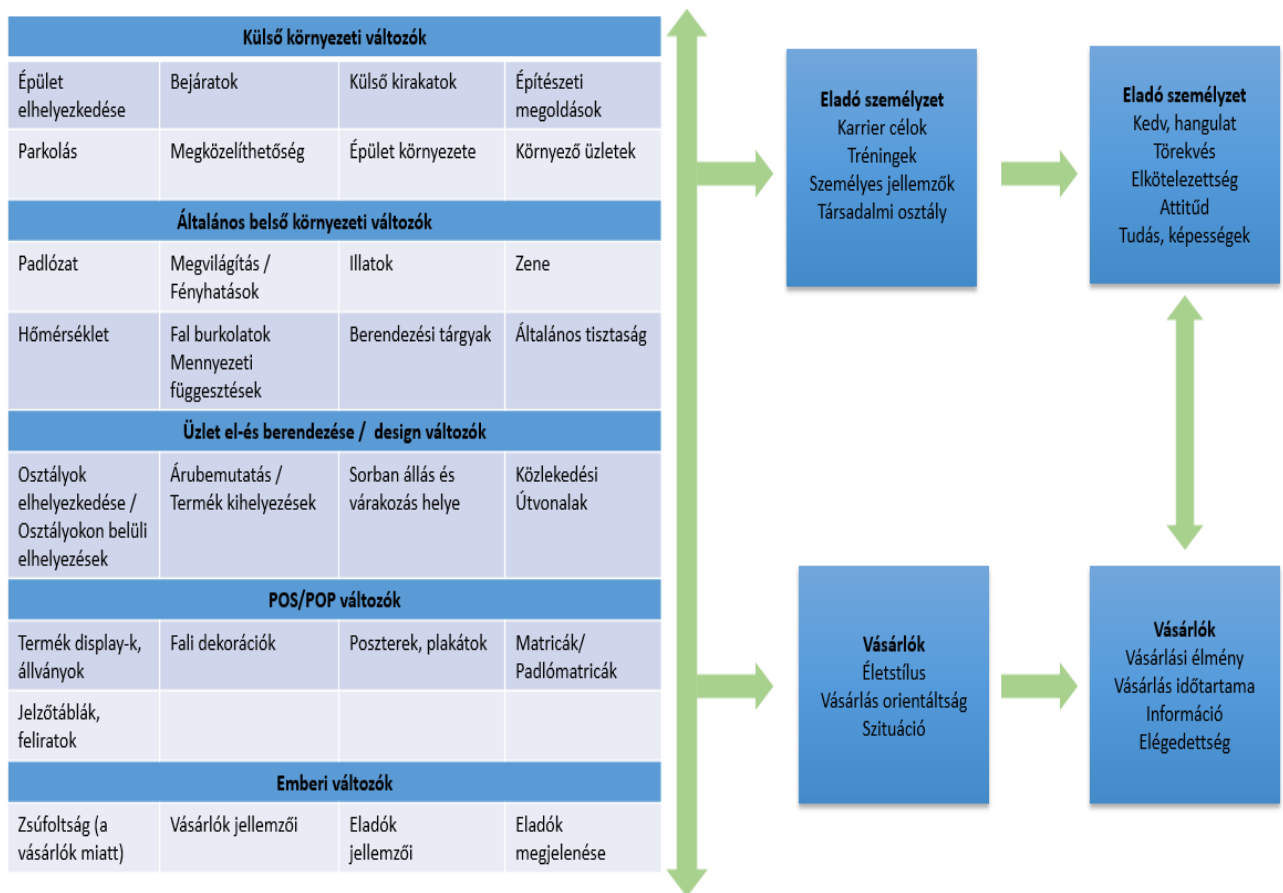 Külső környezeti változók
Épület
elhelyezkedése
Bejáratok
Külső kirakatok
Építészeti
megoldások
Parkolás
Megközelíthetőség
Épület környezete
Környező üzletek
Általános belső környezeti változók
Padlózat
Megvilágítás /
Fényhatások
Illatok
Zene
Hőmérséklet
Fal burkolatok
Mennyezeti
függesztések
Berendezési tárgyak
Általános tisztaság
Üzlet el-és berendezése / design változók
Osztályok
elhelyezkedése /
Osztályokon belüli
elhelyezések
Árubemutatás /
Termék kihelyezések
Sorban állás és
várakozás helye
Közlekedési
Útvonalak
POS/POP változók
Termék display-k,
állványok
Fali dekorációk
Poszterek, plakátok
Matricák/
Padlómatricák
Jelzőtáblák,
feliratok
Emberi változók
Zsúfoltság (a
vásárlók miatt)
Vásárlók jellemzői
Eladók
jellemzői
Eladók
megjelenése
Eladó személyzet
Karrier célok
Tréningek
Személyes jellemzők
Társadalmi osztály
Eladó személyzet
Kedv, hangulat
Törekvés
Elkötelezettség
Attitűd
Tudás, képességek
Vásárlók
Életstílus
Vásárlás orientáltság
Szituáció
Vásárlók
Vásárlási élmény
Vásárlás időtartama
Információ
Elégedettség